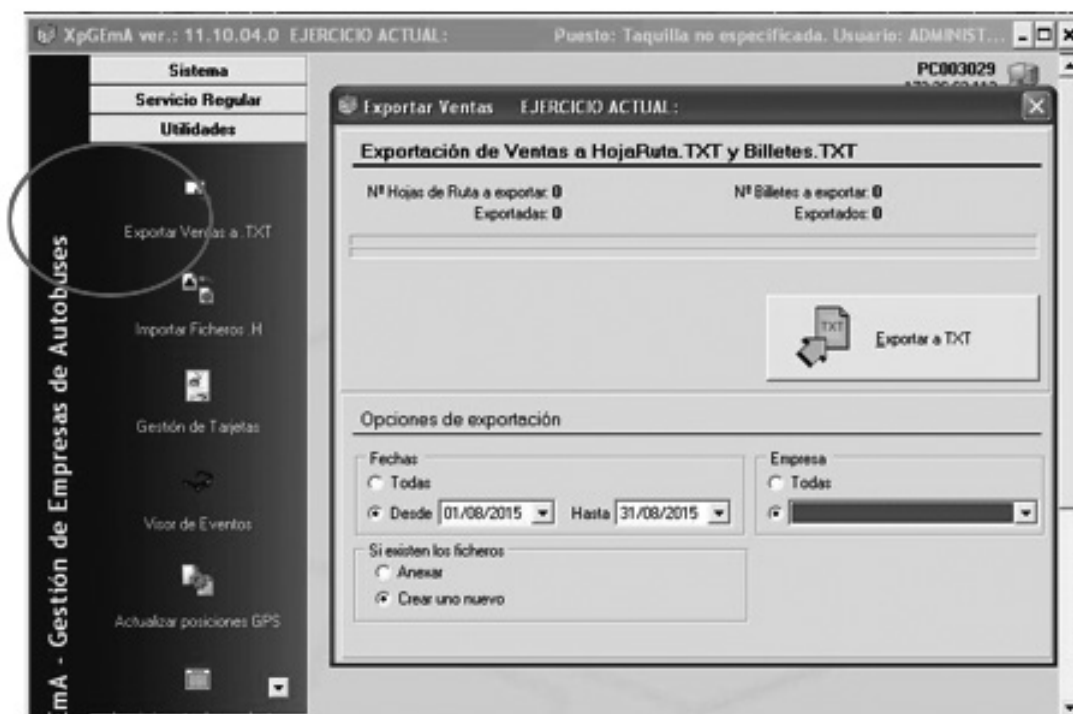 XpGEmA ver.: 11.10.04.0 EJERCICIO ACTUAL: Puesto: Taquilla no especificada. Usuario: ADMINIST...
Sistema
Servicio Regular
Utilidades
PC003029
Exportar Ventas a .TXT
Importar Ficheros .H
Gestión de Tarjetas
Visor de Eventos
Actualizar posiciones GPS
EmA - Gestión de Empresas de Autobuses
Exportar Ventas EJERCICIO ACTUAL:
Exportación de Ventas a HojaRuta.TXT y Billetes.TXT
Nº Hojas de Ruta a exportar: 0 Nº Billetes a exportar: 0
Exportadas: 0 Exportados: 0
TXT
Exportar a TXT
Opciones de exportación
Fechas
Todas
Desde 01/08/2015 Hasta 31/08/2015
Empresa
Todas
Si existen los ficheros
Anexar
Crear uno nuevo